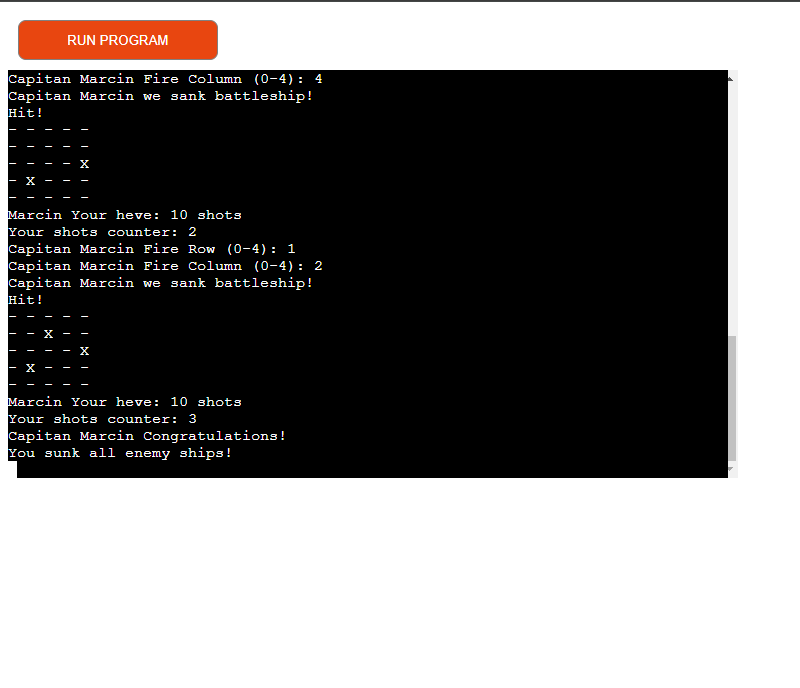 RUN PROGRAM
Capitan Marcin Fire Column (0-4): 4
Capitan Marcin we sank battleship!
Hit!
- - - - -
- - - - -
- - - - X
- X - - -
- - - - -
Marcin Your heve: 10 shots
Your shots counter: 2
Capitan Marcin Fire Row (0-4): 1
Capitan Marcin Fire Column (0-4): 2
Capitan Marcin we sank battleship!
Hit!
- - - - -
- - X - -
- - - - X
- X - - -
- - - - -
Marcin Your heve: 10 shots
Your shots counter: 3
Capitan Marcin Congratulations!
You sunk all enemy ships!